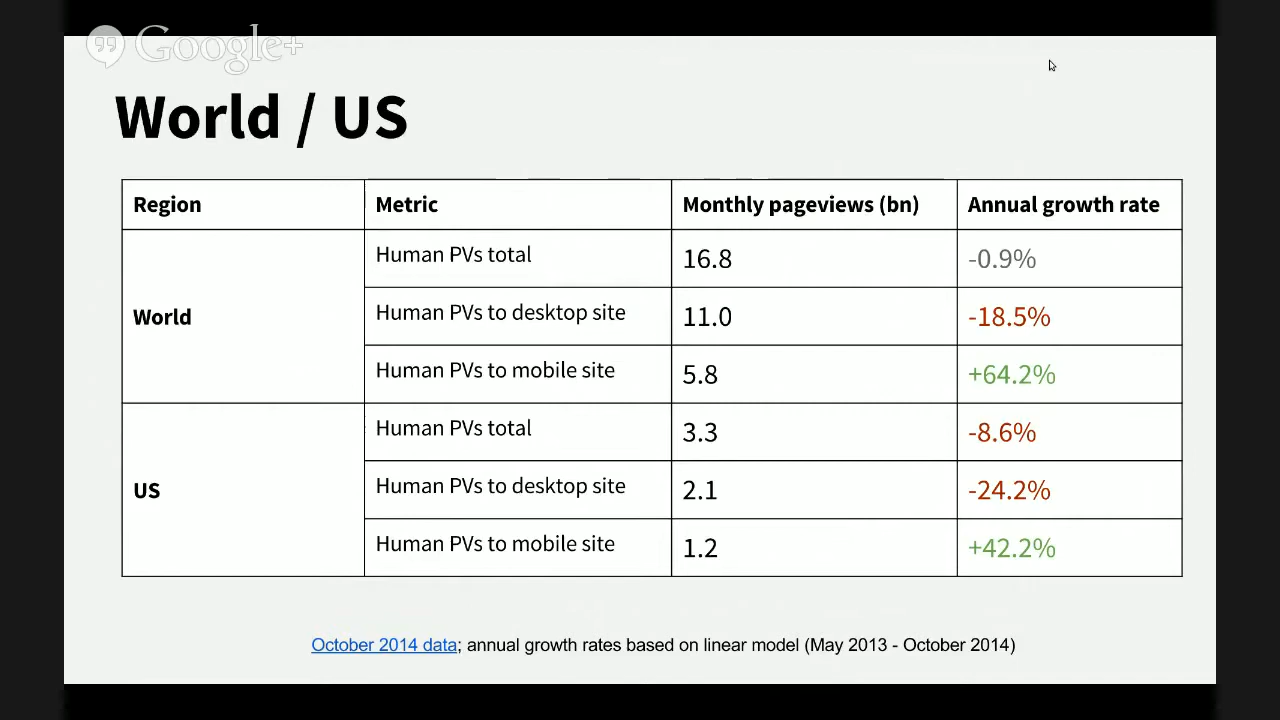 Google+
World / US
Region Metric Monthly pageviews (bn) Annual growth rate
World
Human PVs total 16.8 -0.9%
Human PVs to desktop site 11.0 -18.5%
Human PVs to mobile site 5.8 +64.2%
US
Human PVs total 3.3 -8.6%
Human PVs to desktop site 2.1 -24.2%
Human PVs to mobile site 1.2 +42.2%
October 2014 data; annual growth rates based on linear model (May 2013 - October 2014)